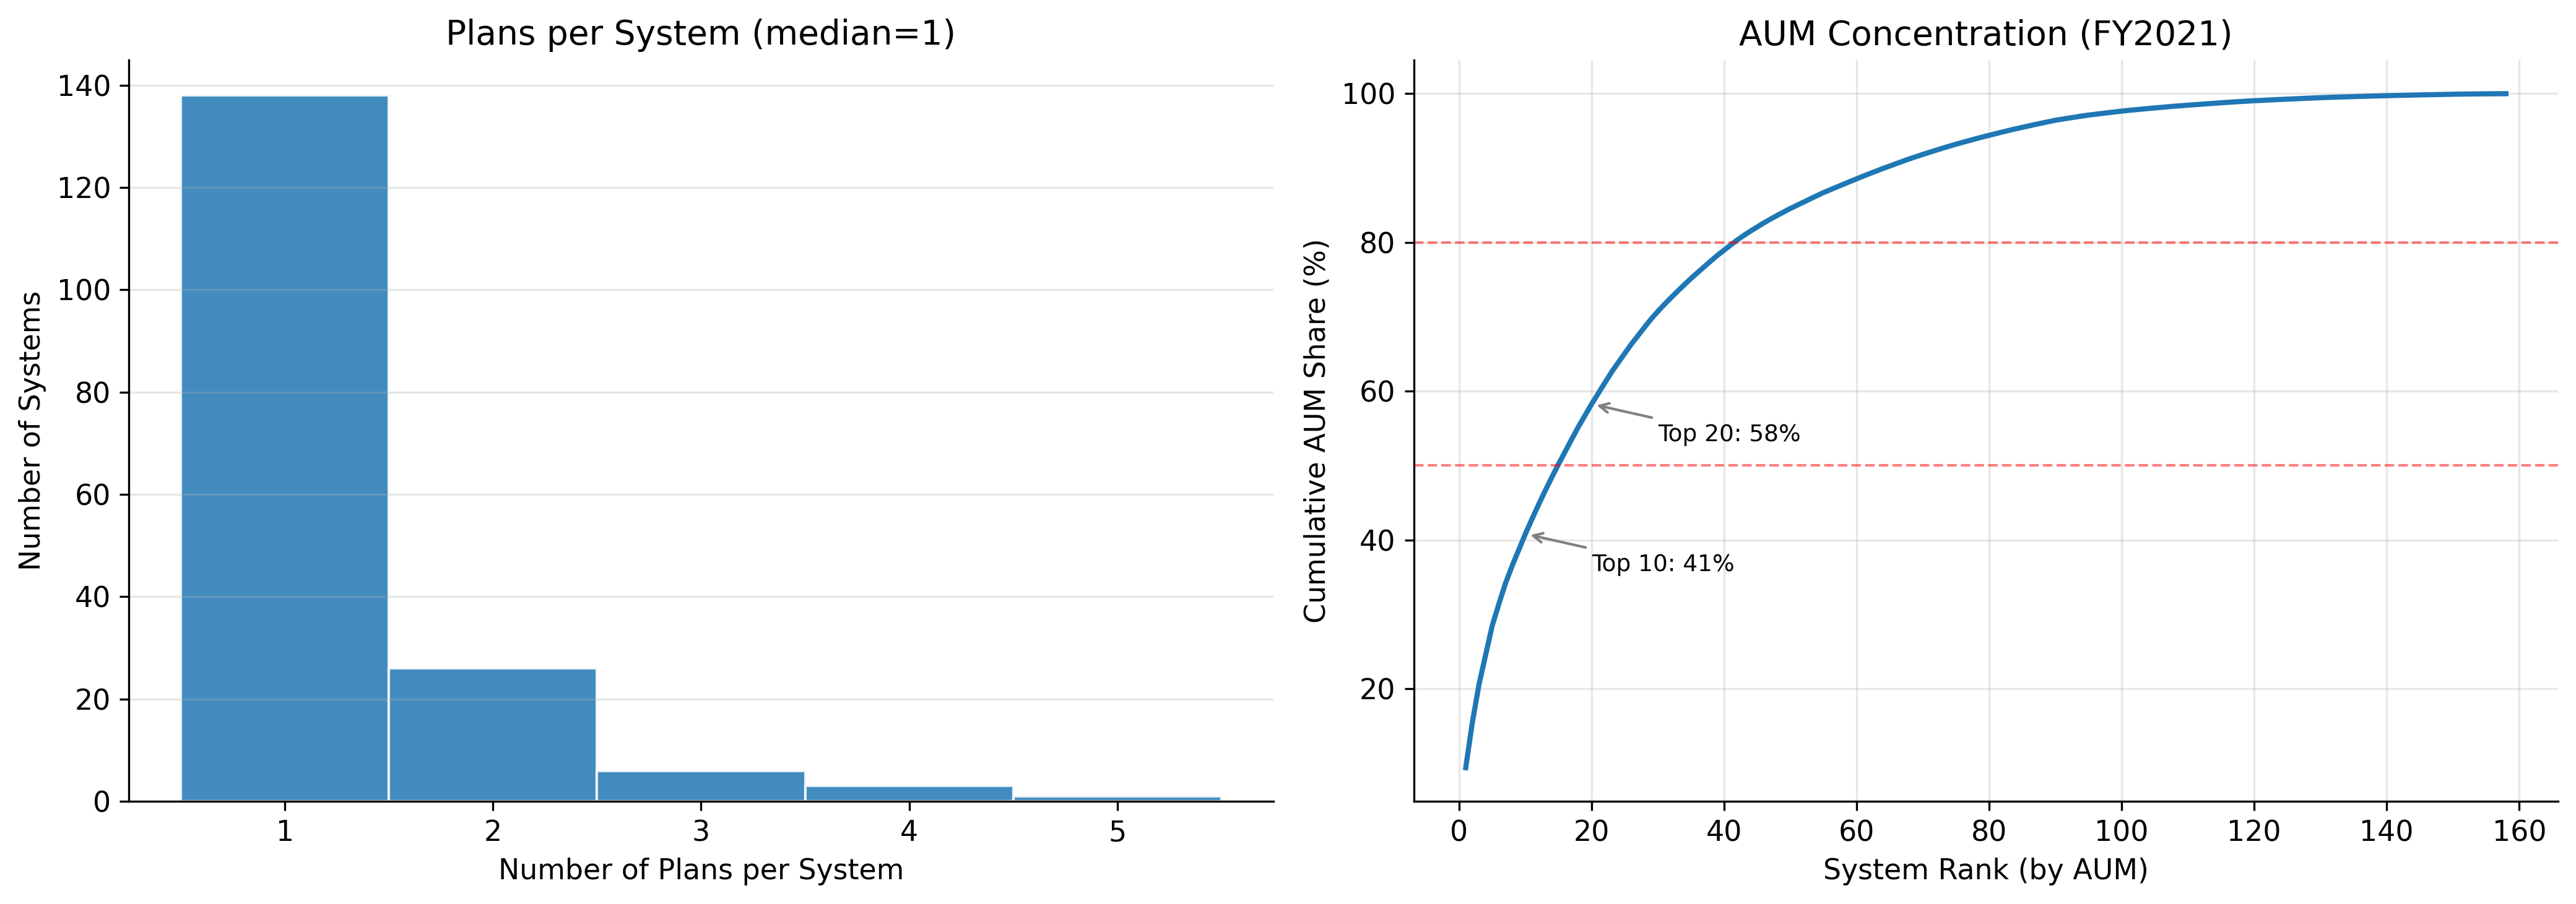 Plans per System (median=1)
Number of Systems
140
120
100
80
60
40
20
0
1 2 3 4 5
Number of Plans per System
AUM Concentration (FY2021)
Cumulative AUM Share (%)
100
80
60
40
20
Top 20: 58%
Top 10: 41%
0 20 40 60 80 100 120 140 160
System Rank (by AUM)